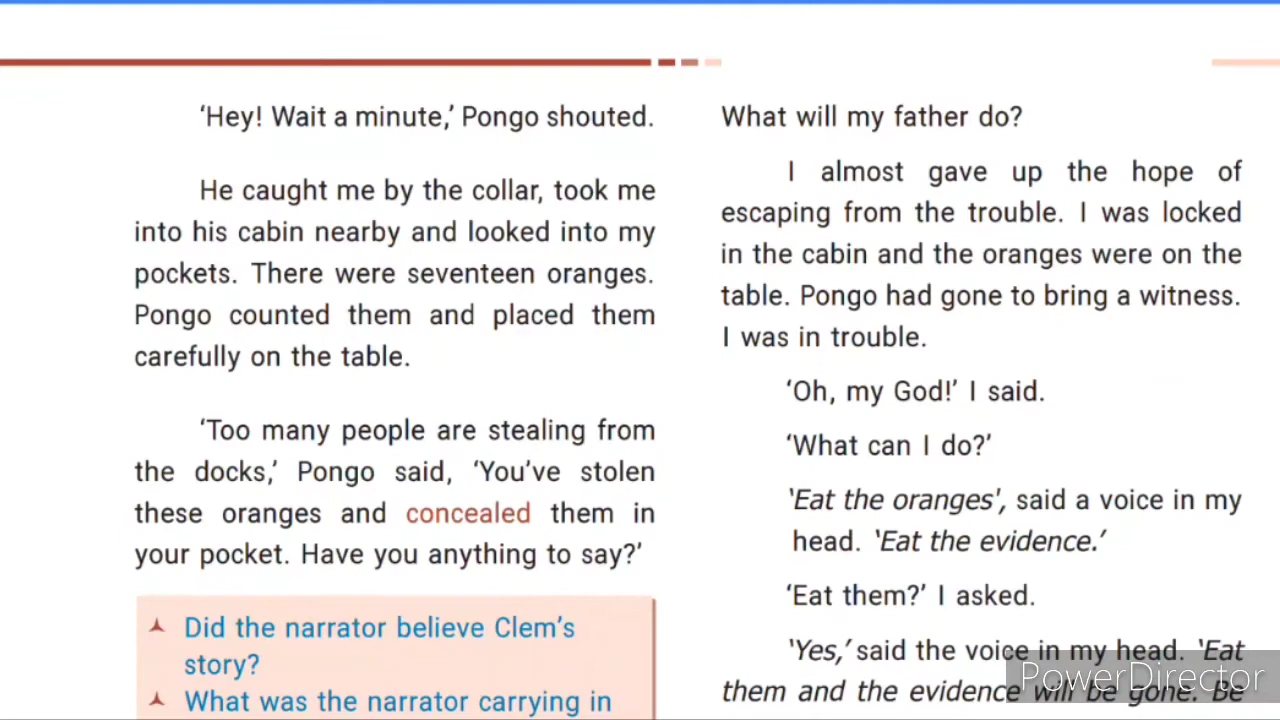 ‘Hey! Wait a minute,’ Pongo shouted.
He caught me by the collar, took me
into his cabin nearby and looked into my
pockets. There were seventeen oranges.
Pongo counted them and placed them
carefully on the table.
‘Too many people are stealing from
the docks,’ Pongo said, ‘You’ve stolen
these oranges and concealed them in
your pocket. Have you anything to say?’
Did the narrator believe Clem’s
story?
What was the narrator carrying in
What will my father do?
I almost gave up the hope of
escaping from the trouble. I was locked
in the cabin and the oranges were on the
table. Pongo had gone to bring a witness.
I was in trouble.
‘Oh, my God!’ I said.
‘What can I do?’
‘Eat the oranges', said a voice in my
head. ‘Eat the evidence.’
‘Eat them?’ I asked.
‘Yes,’ said the voice in my head. ‘Eat
them and the evidence will be gone. Be
PowerDirector